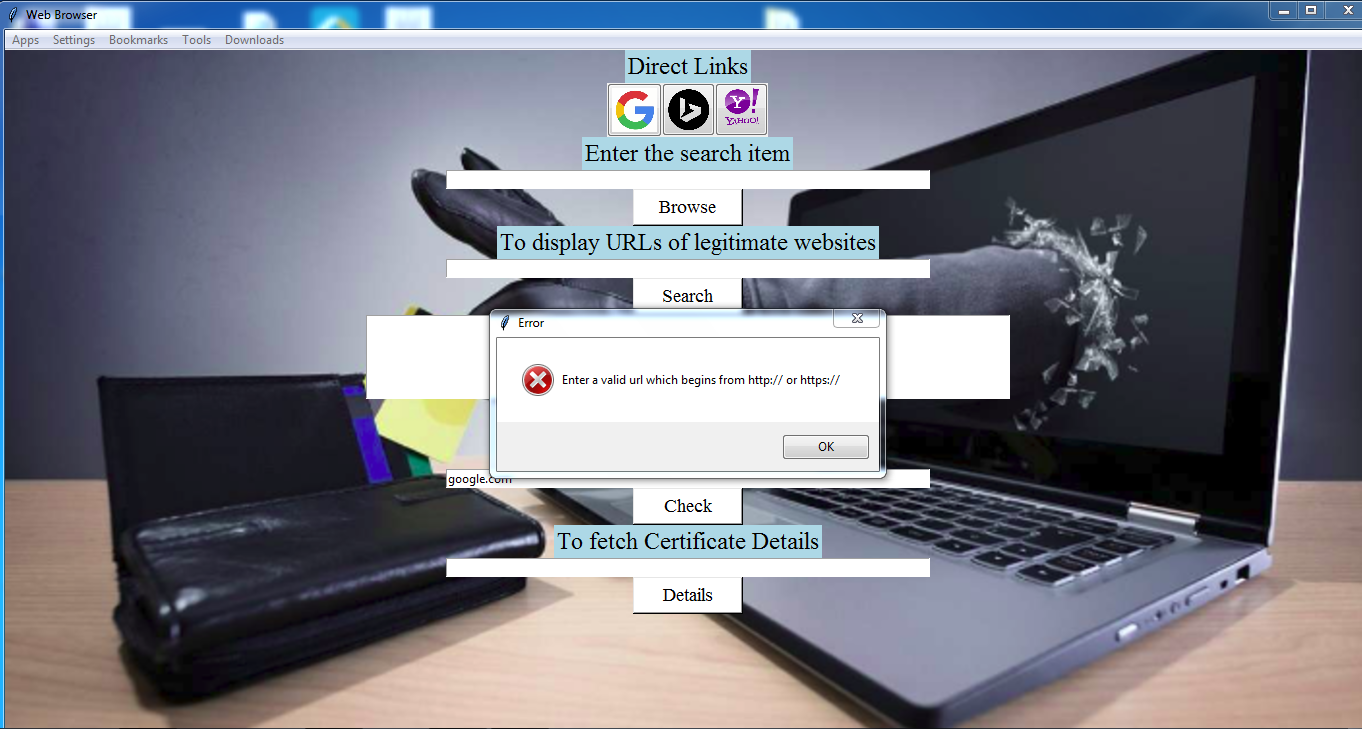 Web Browser
Apps Settings Bookmarks Tools Downloads
Direct Links
G
b
Y!
YAHOO!
Enter the search item
Browse
To display URLs of legitimate websites
Search
Error
Enter a valid url which begins from http:// or https://
OK
google.com
Check
To fetch Certificate Details
Details